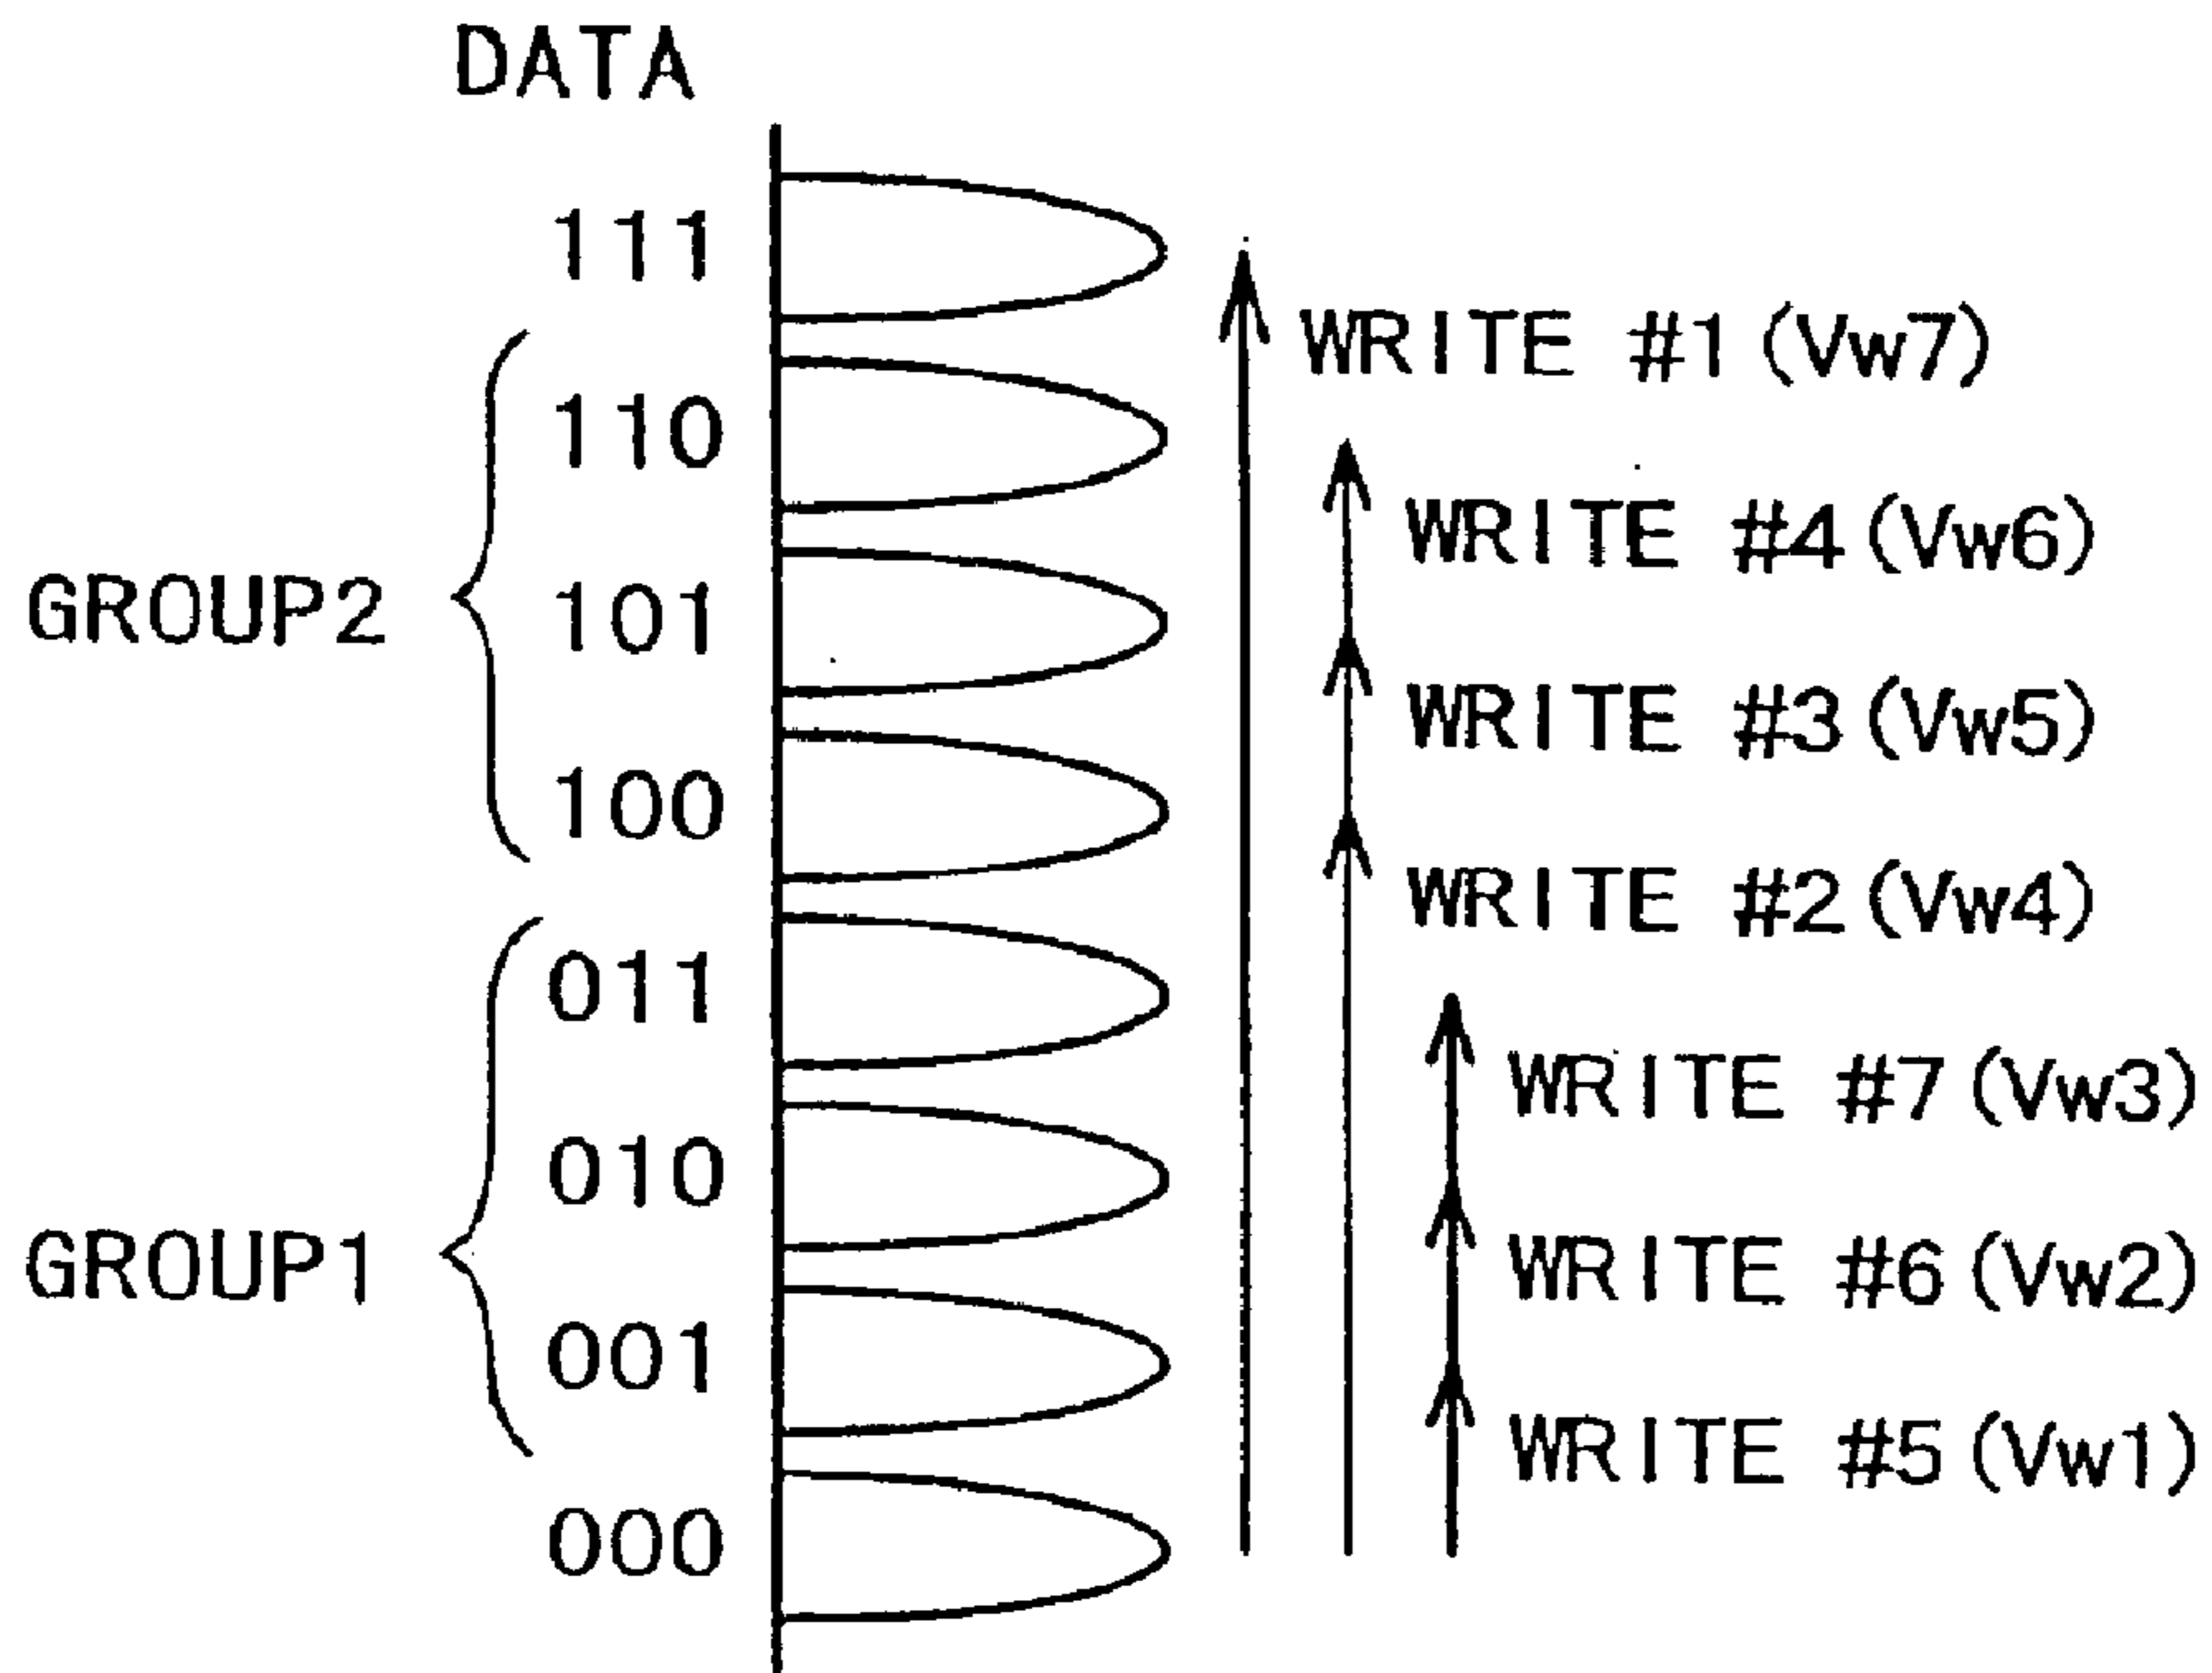 DATA
111
WRITE #1 (Vw7)
110
WRITE #4 (Vw6)
GROUP2
101
WRITE #3 (Vw5)
100
WRITE #2 (Vw4)
011
WRITE #7 (Vw3)
010
GROUP1
WRITE #6 (Vw2)
001
WRITE #5 (Vw1)
000